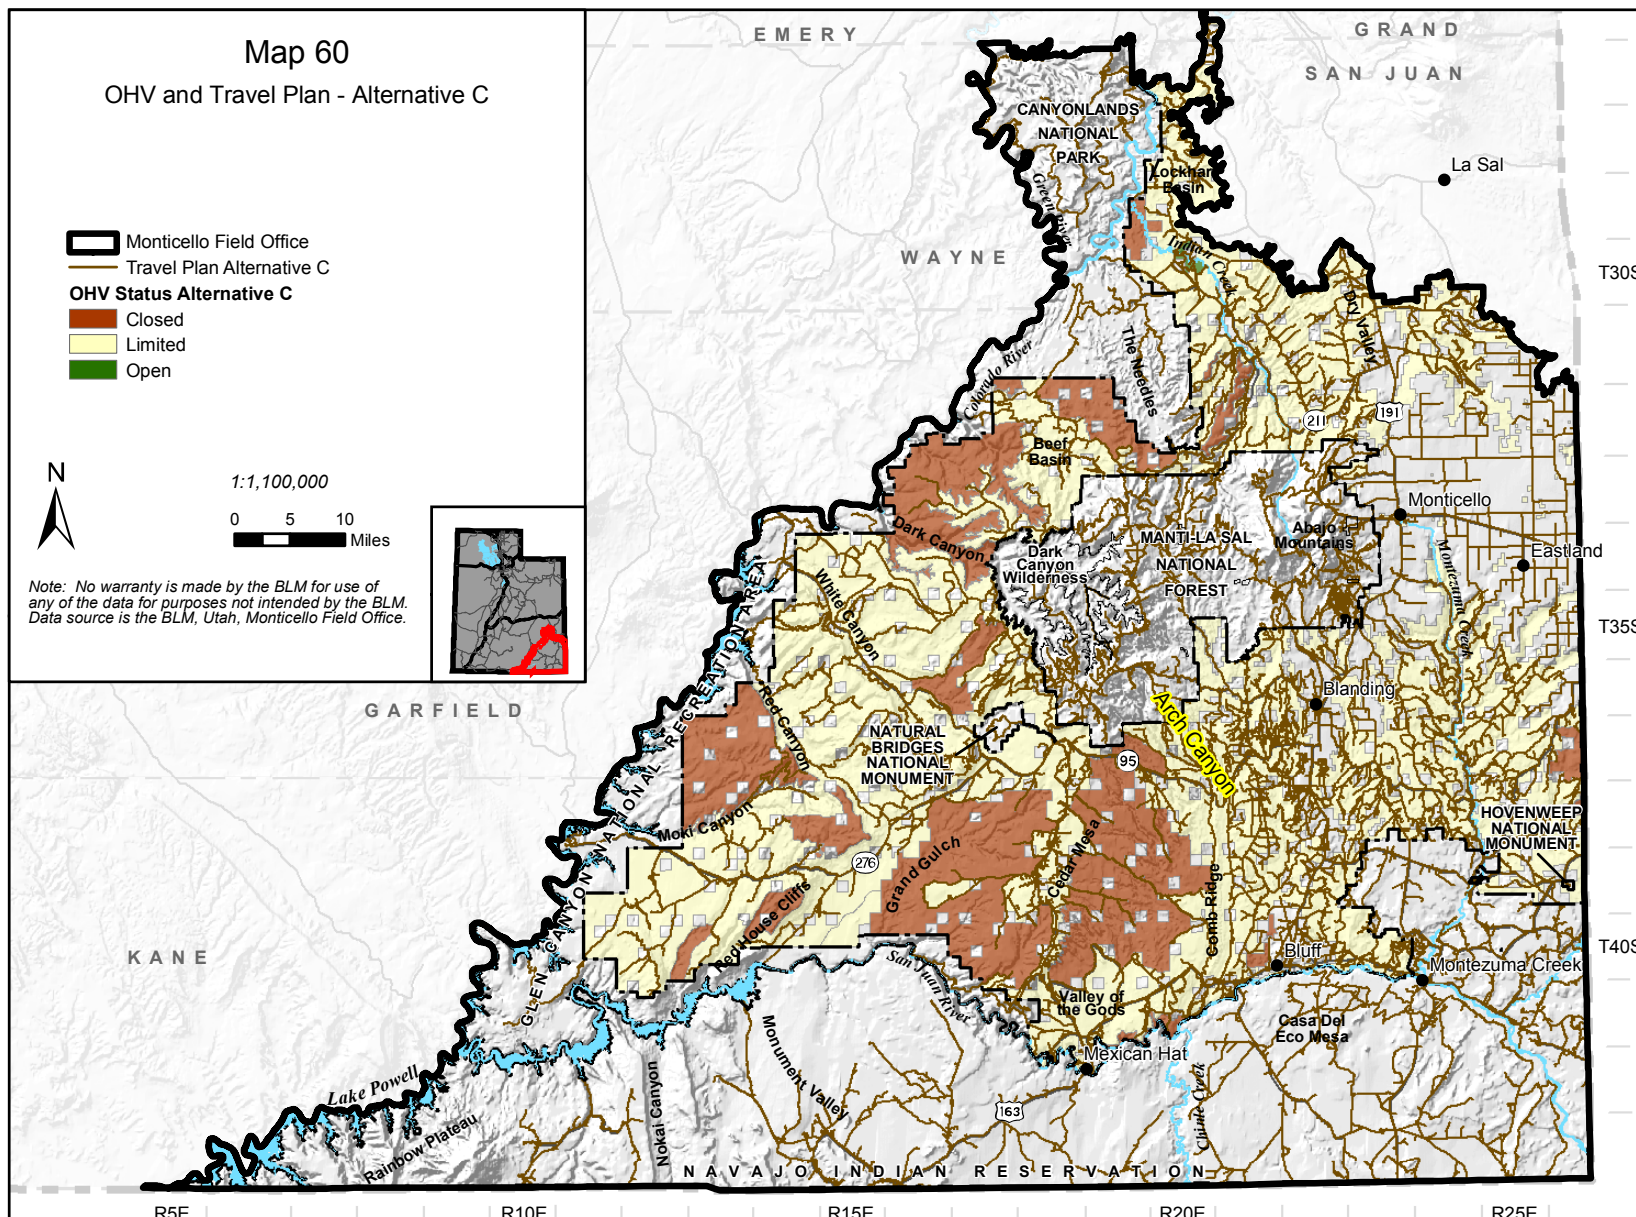 Map 60
OHV and Travel Plan - Alternative C
Monticello Field Office
Travel Plan Alternative C
OHV Status Alternative C
Closed
Limited
Open
N
1:1,100,000
0 5 10
Miles
Note: No warranty is made by the BLM for use of
any of the data for purposes not intended by the BLM.
Data source is the BLM, Utah, Monticello Field Office.
EMERY
GRAND
SAN JUAN
CANYONLANDS
NATIONAL
PARK
La Sal
Lockhart
Basin
Green River
WAYNE
Indian Creek
T30S
Dry Valley
The Needles
Colorado River
211
191
Beef
Basin
Monticello
Dark Canyon
Dark
Canyon
Wilderness
MANTI-LA SAL
NATIONAL
FOREST
Abajo
Mountains
Eastland
Montezuma Creek
White Canyon
T35S
GLEN CANYON NATIONAL RECREATION AREA
Blanding
GARFIELD
Red Canyon
Arch Canyon
NATURAL
BRIDGES
NATIONAL
MONUMENT
95
Moki Canyon
HOVENWEEP
NATIONAL
MONUMENT
276
Grand Gulch
Cedar Mesa
Red House Cliffs
Comb Ridge
KANE
T40S
Bluff
Montezuma Creek
San Juan River
Valley of
the Gods
Casa Del
Eco Mesa
Mexican Hat
Lake Powell
Rainbow Plateau
Nokai Canyon
Monument Valley
163
Chinle Creek
NAVAJO INDIAN RESERVATION
R5E
R10E
R15E
R20E
R25E